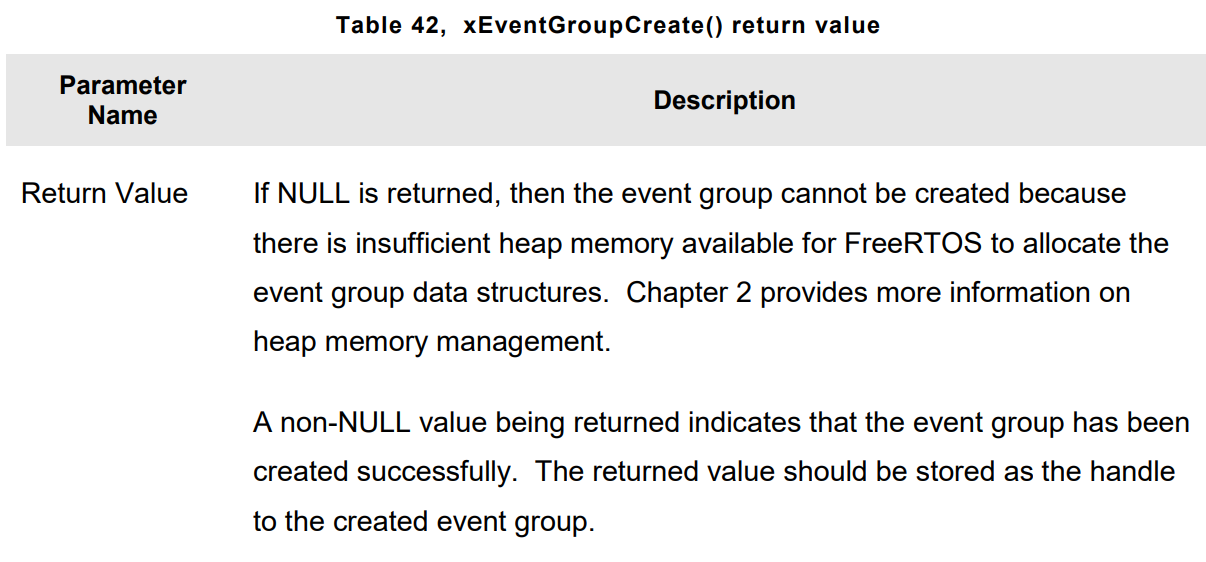 Table 42, xEventGroupCreate() return value
Parameter
Name
Description
Return Value
If NULL is returned, then the event group cannot be created because
there is insufficient heap memory available for FreeRTOS to allocate the
event group data structures. Chapter 2 provides more information on
heap memory management.
A non-NULL value being returned indicates that the event group has been
created successfully. The returned value should be stored as the handle
to the created event group.